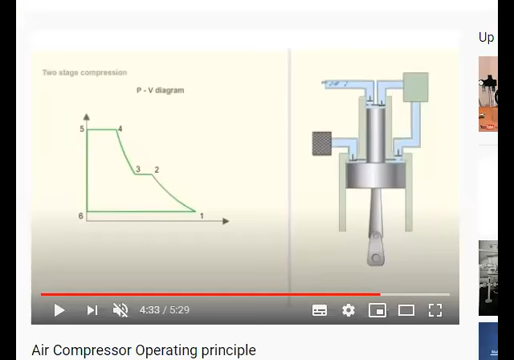 Up
Two stage compression
P - V diagram
5
4
3
2
6
1
4:33 / 5:29
Air Compressor Operating principle